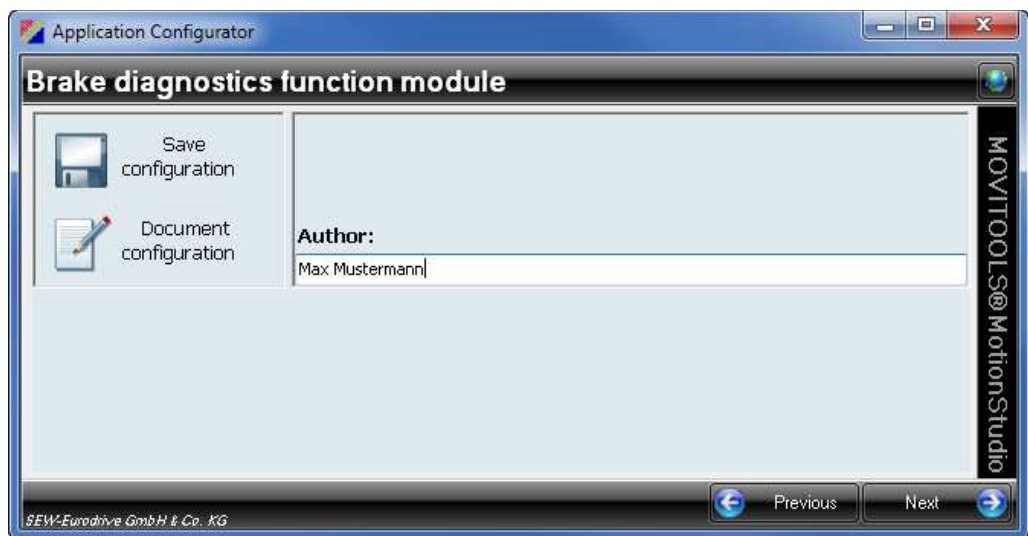 Application Configurator
Brake diagnostics function module
Save
configuration
Document
configuration
Author:
Max Mustermann
MOVITOOLS® MotionStudio
Previous
Next
SEW-Eurodrive GmbH & Co. KG